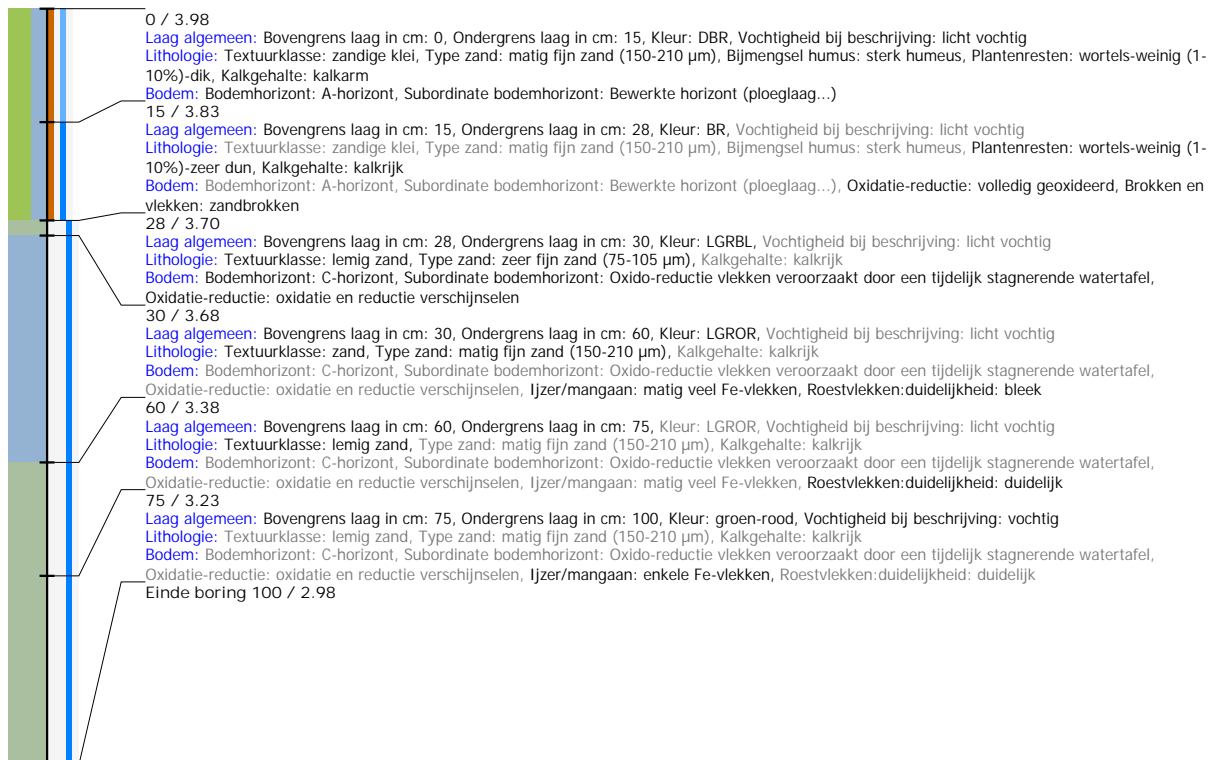 0 / 3.98
Laag algemeen: Bovengrens laag in cm: 0, Ondergrens laag in cm: 15, Kleur: DBR, Vochtigheid bij beschrijving: licht vochtig
Lithologie: Textuurklasse: zandige klei, Type zand: matig fijn zand (150-210 µm), Bijmengsel humus: sterk humeus, Plantenresten: wortels-weinig (1-
10%)-dik, Kalkgehalte: kalkarm
Bodem: Bodemhorizont: A-horizont, Subordinate bodemhorizont: Bewerkte horizont (ploeglaag...)
15 / 3.83
Laag algemeen: Bovengrens laag in cm: 15, Ondergrens laag in cm: 28, Kleur: BR, Vochtigheid bij beschrijving: licht vochtig
Lithologie: Textuurklasse: zandige klei, Type zand: matig fijn zand (150-210 µm), Bijmengsel humus: sterk humeus, Plantenresten: wortels-weinig (1-
10%)-zeer dun, Kalkgehalte: kalkrijk
Bodem: Bodemhorizont: A-horizont, Subordinate bodemhorizont: Bewerkte horizont (ploeglaag...), Oxidatie-reductie: volledig geoxideerd, Brokken en
vlekken: zandbrokken
28 / 3.70
Laag algemeen: Bovengrens laag in cm: 28, Ondergrens laag in cm: 30, Kleur: LGRBL, Vochtigheid bij beschrijving: licht vochtig
Lithologie: Textuurklasse: lemig zand, Type zand: zeer fijn zand (75-105 µm), Kalkgehalte: kalkrijk
Bodem: Bodemhorizont: C-horizont, Subordinate bodemhorizont: Oxido-reductie vlekken veroorzaakt door een tijdelijk stagnerende watertafel,
Oxidatie-reductie: oxidatie en reductie verschijnselen
30 / 3.68
Laag algemeen: Bovengrens laag in cm: 30, Ondergrens laag in cm: 60, Kleur: LGROR, Vochtigheid bij beschrijving: licht vochtig
Lithologie: Textuurklasse: zand, Type zand: matig fijn zand (150-210 µm), Kalkgehalte: kalkrijk
Bodem: Bodemhorizont: C-horizont, Subordinate bodemhorizont: Oxido-reductie vlekken veroorzaakt door een tijdelijk stagnerende watertafel,
Oxidatie-reductie: oxidatie en reductie verschijnselen, Ijzer/mangaan: matig veel Fe-vlekken, Roestvlekken:duidelijkheid: bleek
60 / 3.38
Laag algemeen: Bovengrens laag in cm: 60, Ondergrens laag in cm: 75, Kleur: LGROR, Vochtigheid bij beschrijving: licht vochtig
Lithologie: Textuurklasse: lemig zand, Type zand: matig fijn zand (150-210 µm), Kalkgehalte: kalkrijk
Bodem: Bodemhorizont: C-horizont, Subordinate bodemhorizont: Oxido-reductie vlekken veroorzaakt door een tijdelijk stagnerende watertafel,
Oxidatie-reductie: oxidatie en reductie verschijnselen, Ijzer/mangaan: matig veel Fe-vlekken, Roestvlekken:duidelijkheid: duidelijk
75 / 3.23
Laag algemeen: Bovengrens laag in cm: 75, Ondergrens laag in cm: 100, Kleur: groen-rood, Vochtigheid bij beschrijving: vochtig
Lithologie: Textuurklasse: lemig zand, Type zand: matig fijn zand (150-210 µm), Kalkgehalte: kalkrijk
Bodem: Bodemhorizont: C-horizont, Subordinate bodemhorizont: Oxido-reductie vlekken veroorzaakt door een tijdelijk stagnerende watertafel,
Oxidatie-reductie: oxidatie en reductie verschijnselen, Ijzer/mangaan: enkele Fe-vlekken, Roestvlekken:duidelijkheid: duidelijk
Einde boring 100 / 2.98